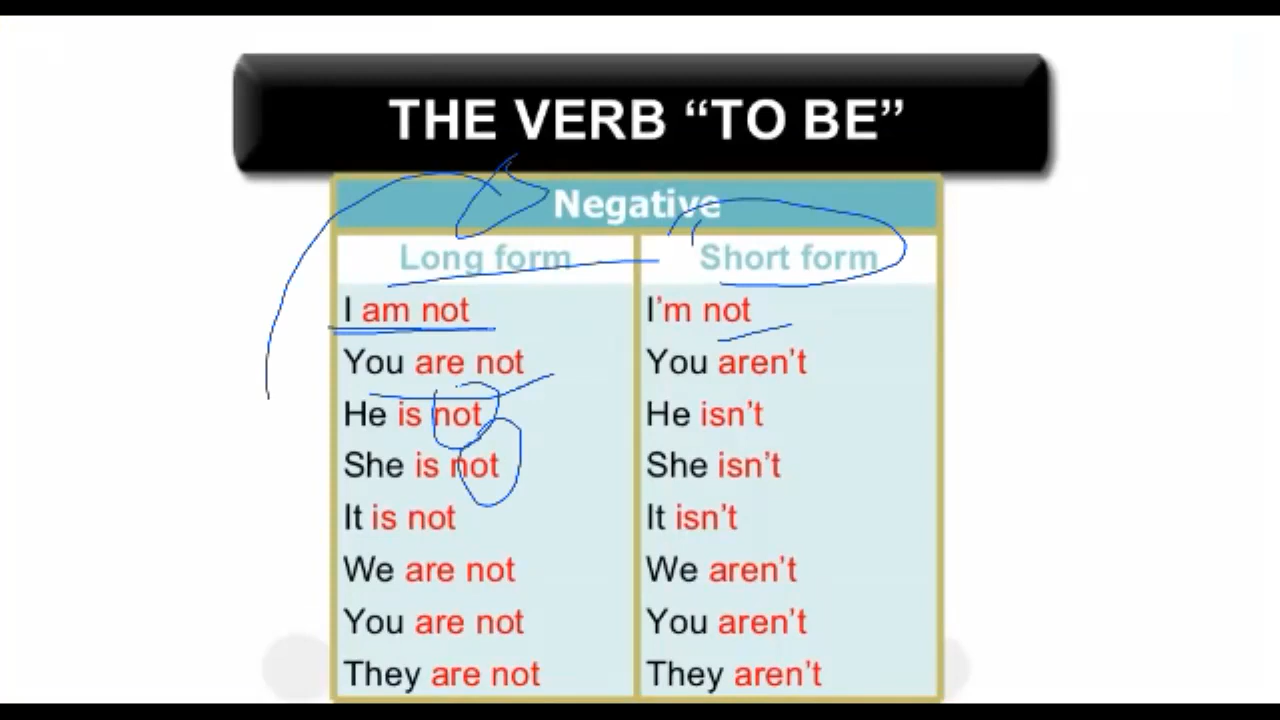 THE VERB “TO BE”
Negative
Long form Short form
I am not I’m not
You are not You aren’t
He is not He isn’t
She is not She isn’t
It is not It isn’t
We are not We aren’t
You are not You aren’t
They are not They aren’t